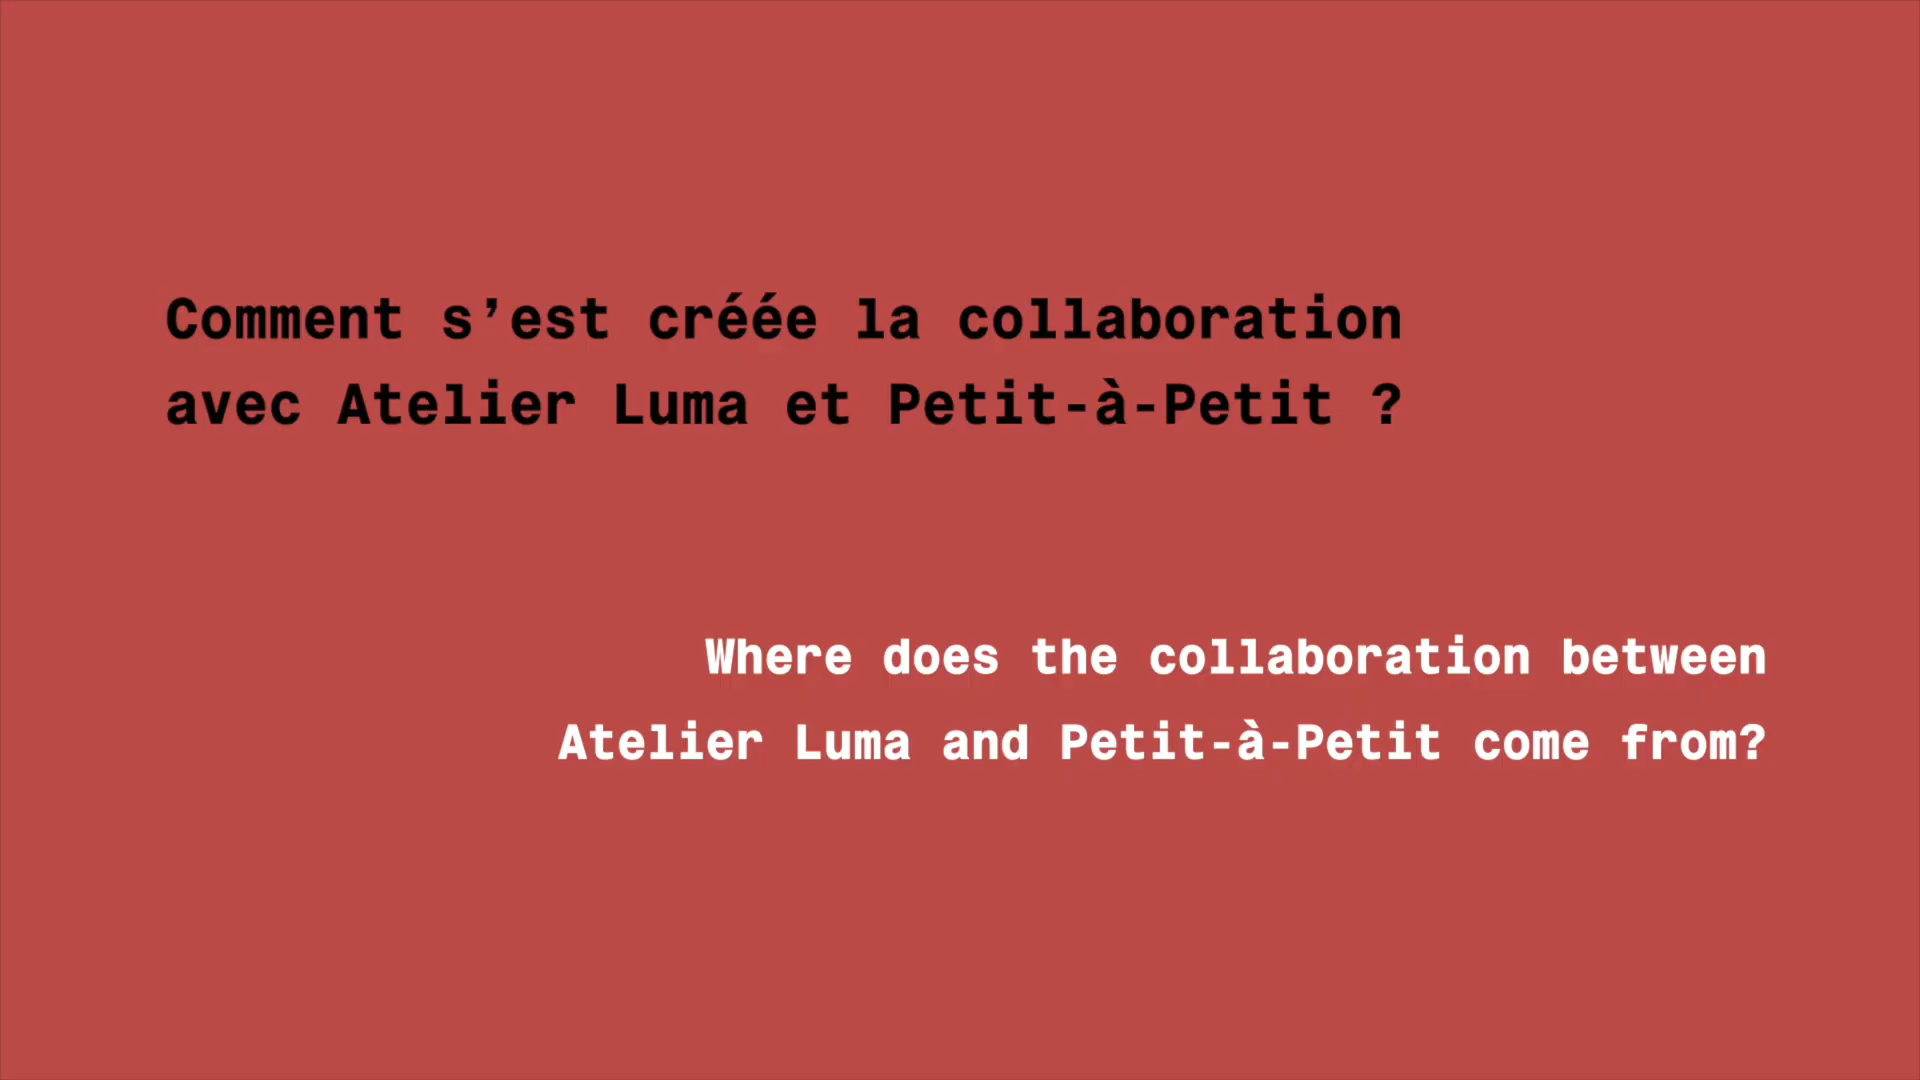 Comment s’est créée la collaboration
avec Atelier Luma et Petit-à-Petit ?
Where does the collaboration between
Atelier Luma and Petit-à-Petit come from?